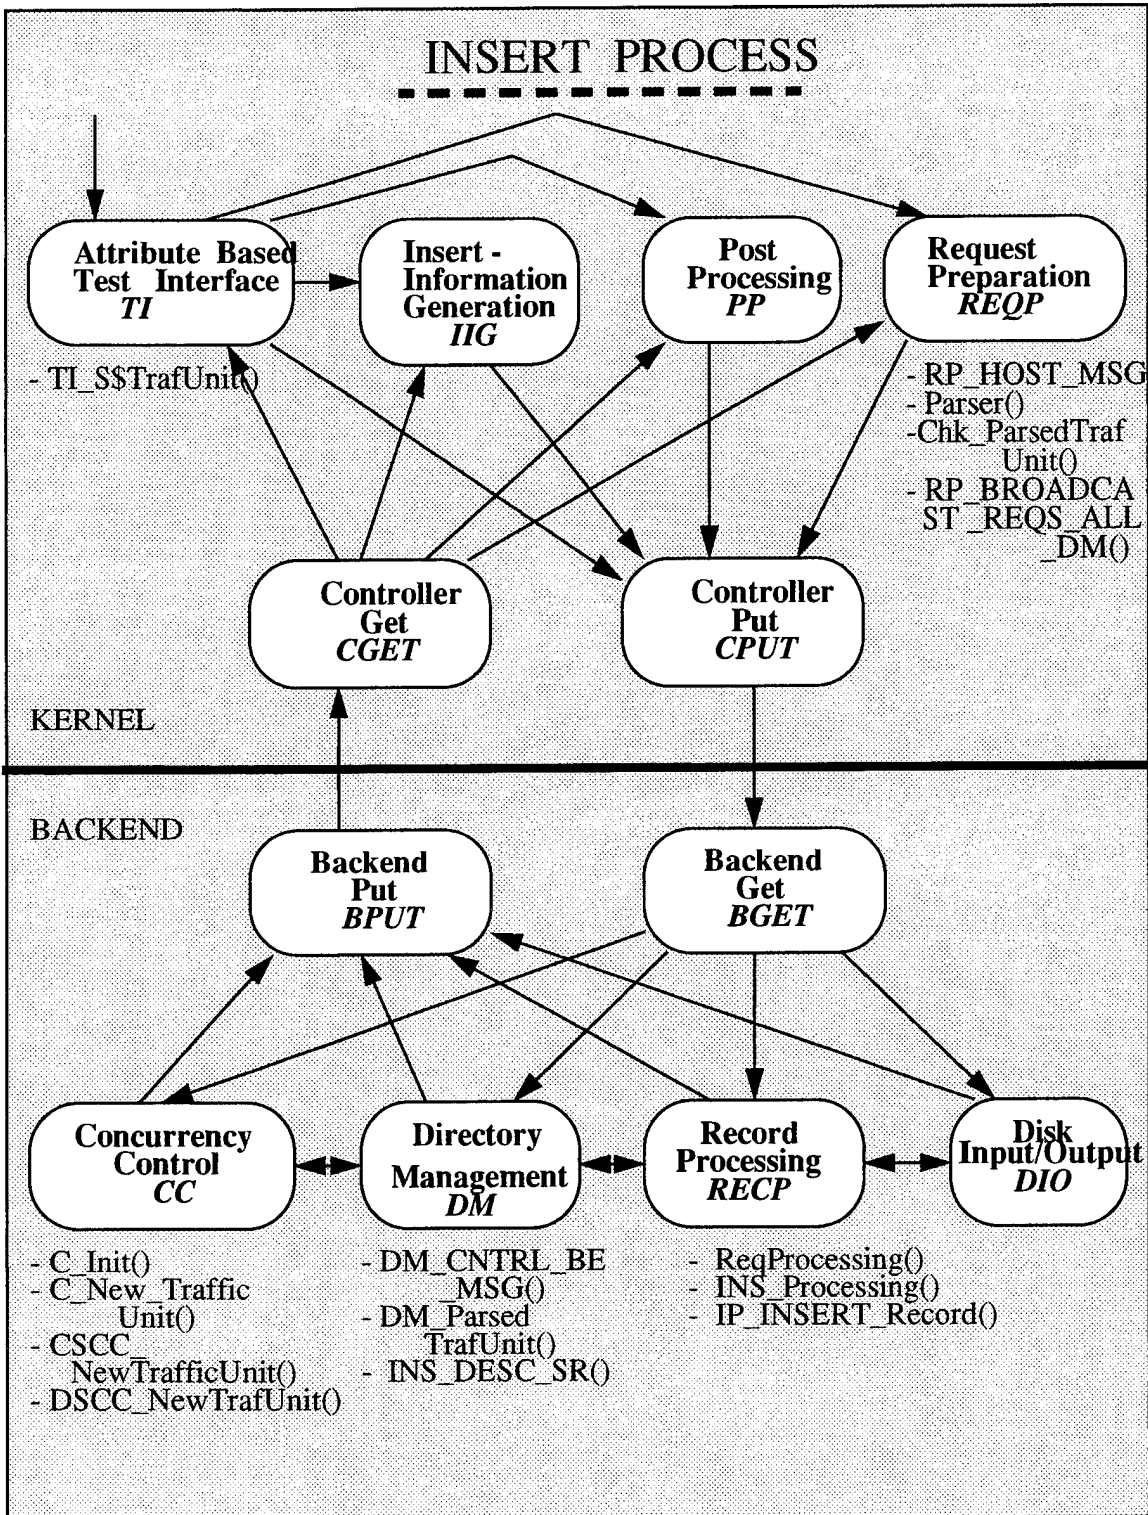 INSERT PROCESS
Attribute Based
Test Interface
TI
Insert -
Information
Generation
IIG
Post
Processing
PP
Request
Preparation
REQP
- TI_S$TrafUnit()
- RP_HOST_MSG
- Parser()
-Chk_ParsedTraf
Unit()
- RP_BROADCA
ST_REQS_ALL
_DM()
Controller
Get
CGET
Controller
Put
CPUT
KERNEL
BACKEND
Backend
Put
BPUT
Backend
Get
BGET
Concurrency
Control
CC
Directory
Management
DM
Record
Processing
RECP
Disk
Input/Output
DIO
- C_Init()
- C_New_Traffic
Unit()
- CSCC_
NewTrafficUnit()
- DSCC_NewTrafUnit()
- DM_CNTRL_BE
_MSG()
- DM_Parsed
TrafUnit()
- INS_DESC_SR()
- ReqProcessing()
- INS_Processing()
- IP_INSERT_Record()